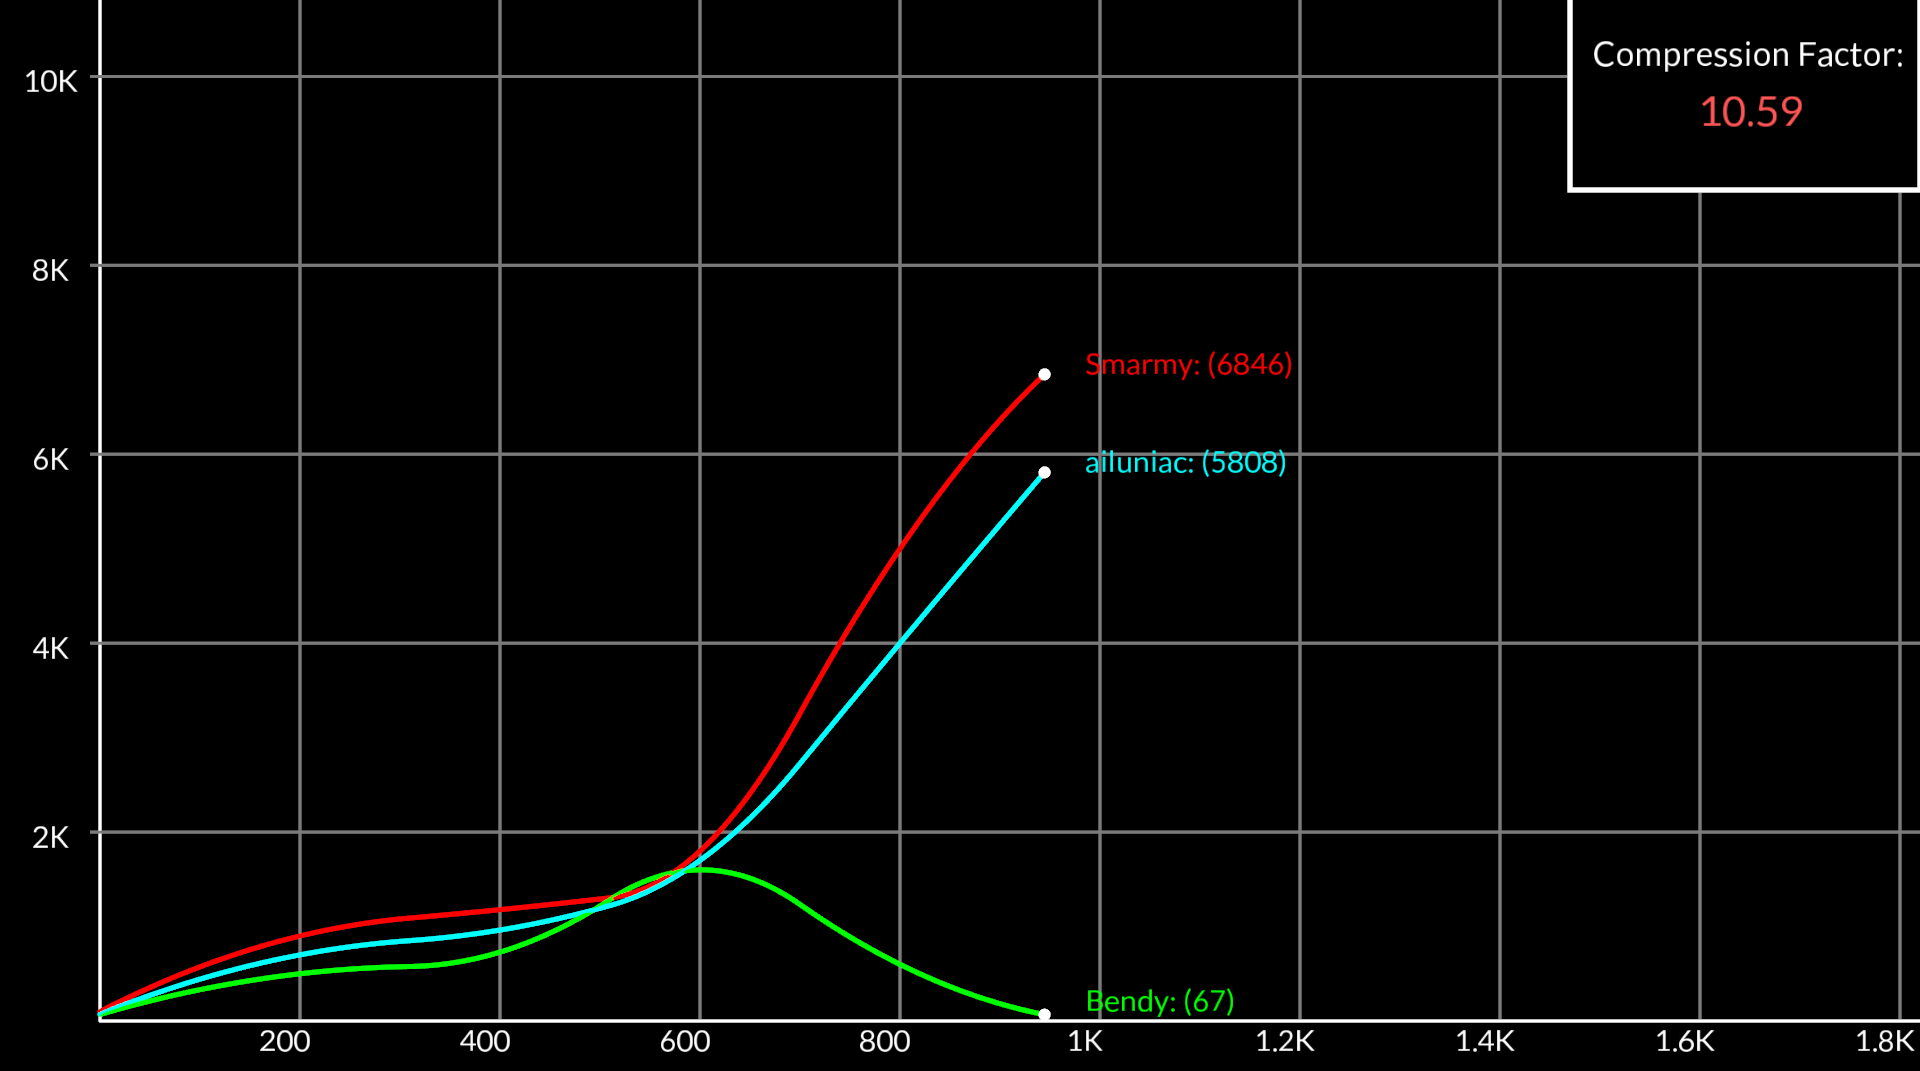 Compression Factor:
10.59
10K
8K
6K
4K
2K
Smarmy: (6846)
ailuniac: (5808)
Bendy: (67)
200
400
600
800
1K
1.2K
1.4K
1.6K
1.8K